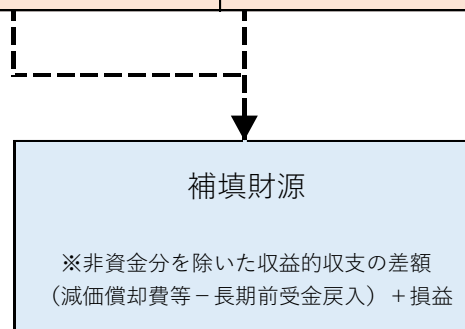 補填財源
※非資金分を除いた収益的収支の差額
（減価償却費等－長期前受金戻入）＋損益